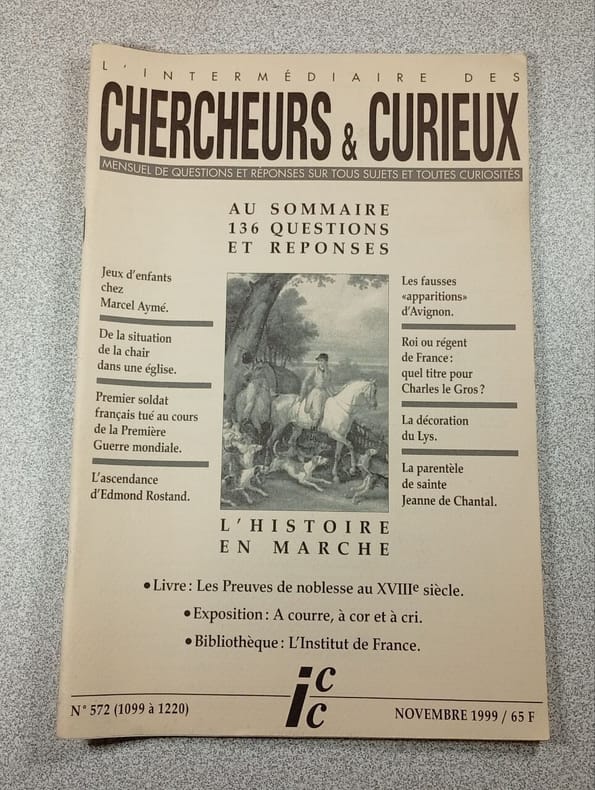 L'INTERMÉDIAIRE DES
CHERCHEURS & CURIEUX
MENSUEL DE QUESTIONS ET RÉPONSES SUR TOUS SUJETS ET TOUTES CURIOSITÉS
AU SOMMAIRE
136 QUESTIONS
ET REPONSES
Jeux d'enfants
chez
Marcel Aymé.
De la situation
de la chair
dans une église.
Premier soldat
français tué au cours
de la Première
Guerre mondiale.
L'ascendance
d'Edmond Rostand.
Les fausses
«apparitions»
d'Avignon.
Roi ou régent
de France :
quel titre pour
Charles le Gros ?
La décoration
du Lys.
La parentèle
de sainte
Jeanne de Chantal.
L'HISTOIRE
EN MARCHE
•Livre : Les Preuves de noblesse au XVIIIe siècle.
•Exposition : A courre, à cor et à cri.
•Bibliothèque : L'Institut de France.
icc
N° 572 (1099 à 1220)
NOVEMBRE 1999 / 65 F